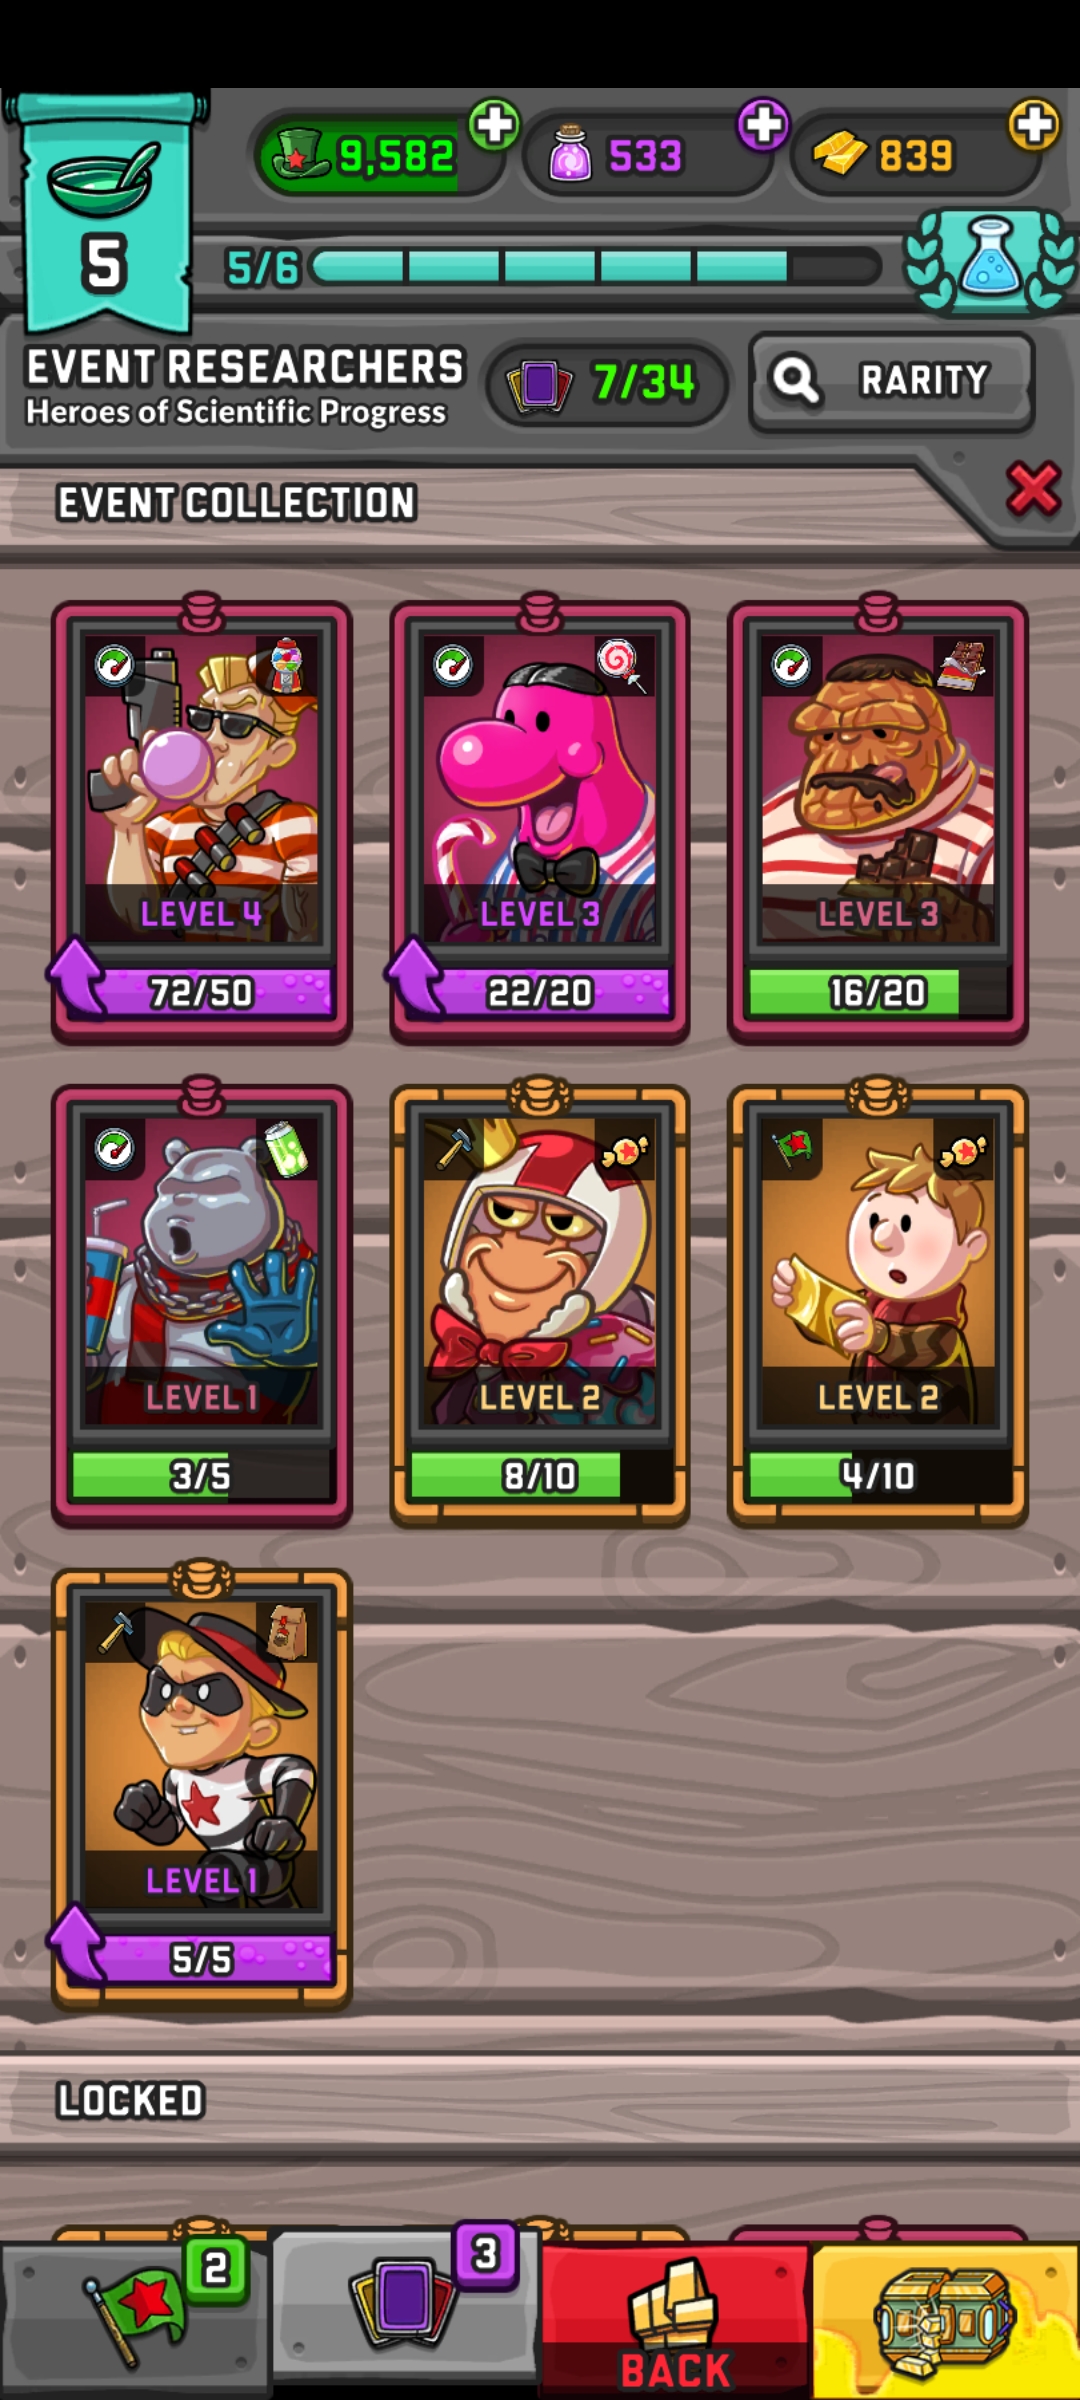 9,582
533
839
5
5/6
EVENT RESEARCHERS
Heroes of Scientific Progress
7/34
RARITY
EVENT COLLECTION
LEVEL 4
LEVEL 3
LEVEL 3
72/50
22/20
16/20
LEVEL 1
LEVEL 2
LEVEL 2
3/5
8/10
4/10
LEVEL 1
5/5
LOCKED
2
3
BACK